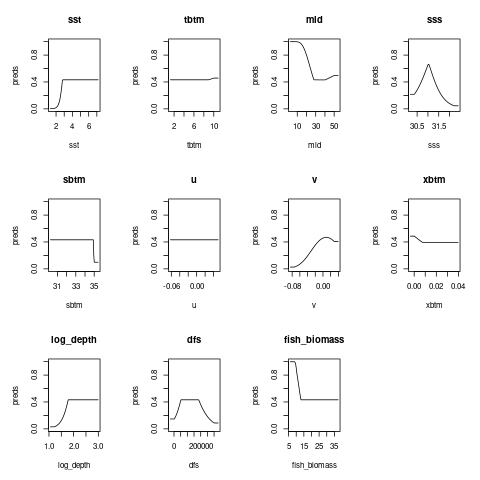 sst tbtm mld sss
preds 0.0 0.4 0.8 preds 0.0 0.4 0.8 preds 0.0 0.4 0.8 preds 0.0 0.4 0.8
2 4 6 2 6 10 10 30 50 30.5 31.5
sst tbtm mld sss
sbtm u v xbtm
preds 0.0 0.4 0.8 preds 0.0 0.4 0.8 preds 0.0 0.4 0.8 preds 0.0 0.4 0.8
31 33 35 -0.06 0.00 -0.08 0.00 0.00 0.02 0.04
sbtm u v xbtm
log_depth dfs fish_biomass
preds 0.0 0.4 0.8 preds 0.0 0.4 0.8 preds 0.0 0.4 0.8
1.0 2.0 3.0 0 200000 5 15 25 35
log_depth dfs fish_biomass